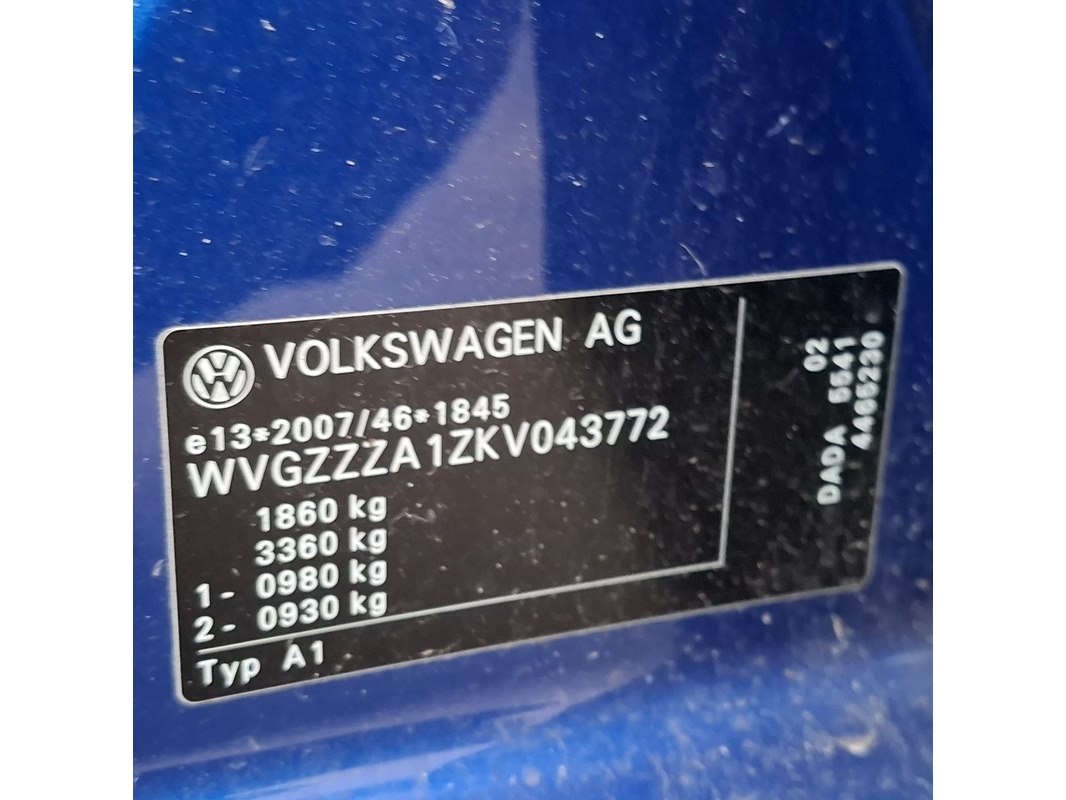 VOLKSWAGEN AG
e13*2007/46*1845
WVGZZZA1ZKV043772
1860 kg
3360 kg
1- 0980 kg
2- 0930 kg
Typ A1
02
DADA 5541
4465230